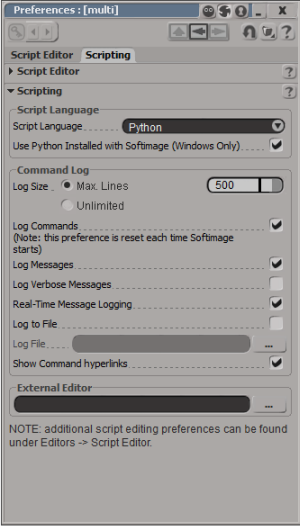 Preferences : [multi]
Script Editor Scripting
Script Editor ?
Scripting ?
Script Language
Script Language Python
Use Python Installed with Softimage (Windows Only)
Command Log
Log Size Max. Lines 500
Unlimited
Log Commands
(Note: this preference is reset each time Softimage
starts)
Log Messages
Log Verbose Messages
Real-Time Message Logging
Log to File
Log File ...
Show Command hyperlinks
External Editor
...
NOTE: additional script editing preferences can be found
under Editors -> Script Editor.